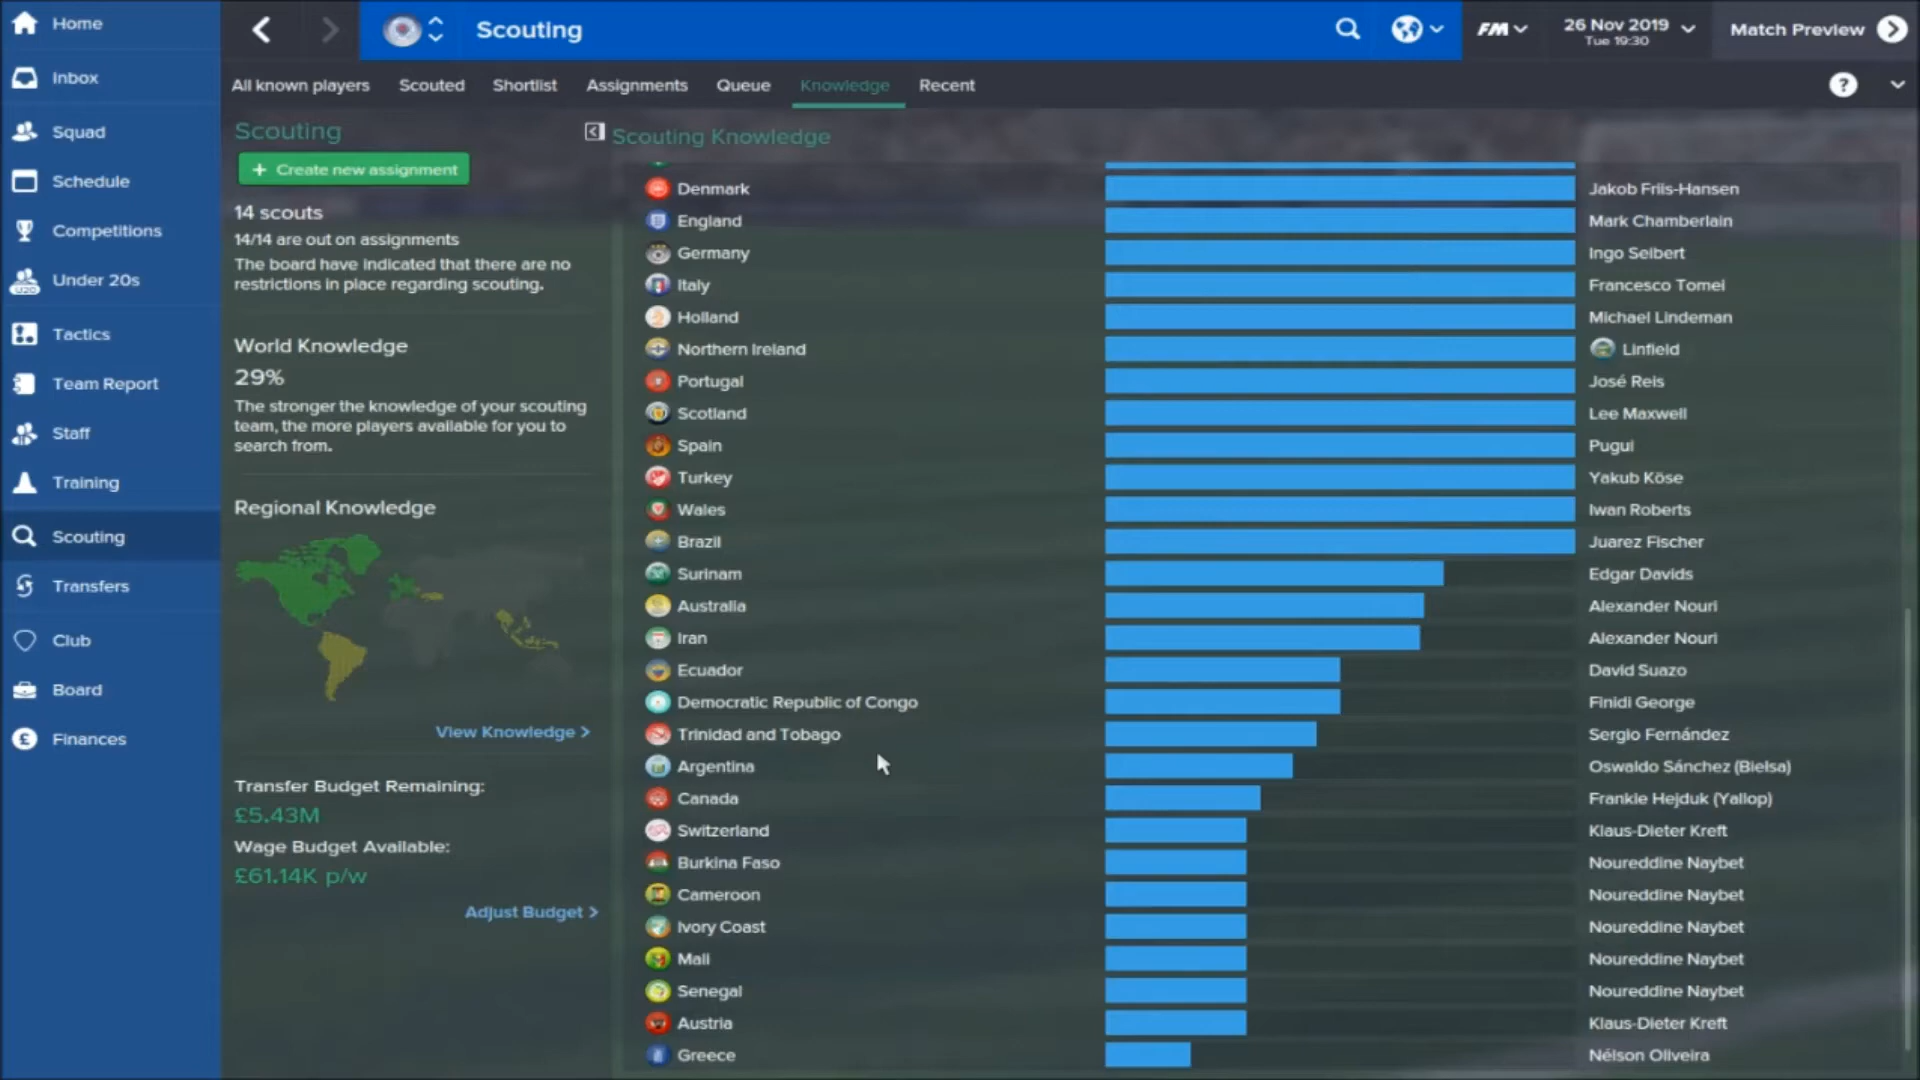 Home
Inbox
Squad
Schedule
Competitions
U20
Under 20s
Tactics
Team Report
Staff
Training
Scouting
Transfers
Club
Board
£
Finances
Scouting
FM
26 Nov 2019
Tue 19:30
Match Preview
All known players
Scouted
Shortlist
Assignments
Queue
Knowledge
Recent
?
Scouting
+ Create new assignment
14 scouts
14/14 are out on assignments
The board have indicated that there are no
restrictions in place regarding scouting.
World Knowledge
29%
The stronger the knowledge of your scouting
team, the more players available for you to
search from.
Regional Knowledge
View Knowledge >
Transfer Budget Remaining:
£5.43M
Wage Budget Available:
£61.14K p/w
Adjust Budget >
Scouting Knowledge
Denmark Jakob Friis-Hansen
England Mark Chamberlain
Germany Ingo Seibert
Italy Francesco Tomei
Holland Michael Lindeman
Northern Ireland Linfield
Portugal José Reis
Scotland Lee Maxwell
Spain Pugui
Turkey Yakub Köse
Wales Iwan Roberts
Brazil Juarez Fischer
Surinam Edgar Davids
Australia Alexander Nouri
Iran Alexander Nouri
Ecuador David Suazo
Democratic Republic of Congo Finidi George
Trinidad and Tobago Sergio Fernández
Argentina Oswaldo Sánchez (Bielsa)
Canada Frankie Hejduk (Yallop)
Switzerland Klaus-Dieter Kreft
Burkina Faso Noureddine Naybet
Cameroon Noureddine Naybet
Ivory Coast Noureddine Naybet
Mali Noureddine Naybet
Senegal Noureddine Naybet
Austria Klaus-Dieter Kreft
Greece Nélson Oliveira